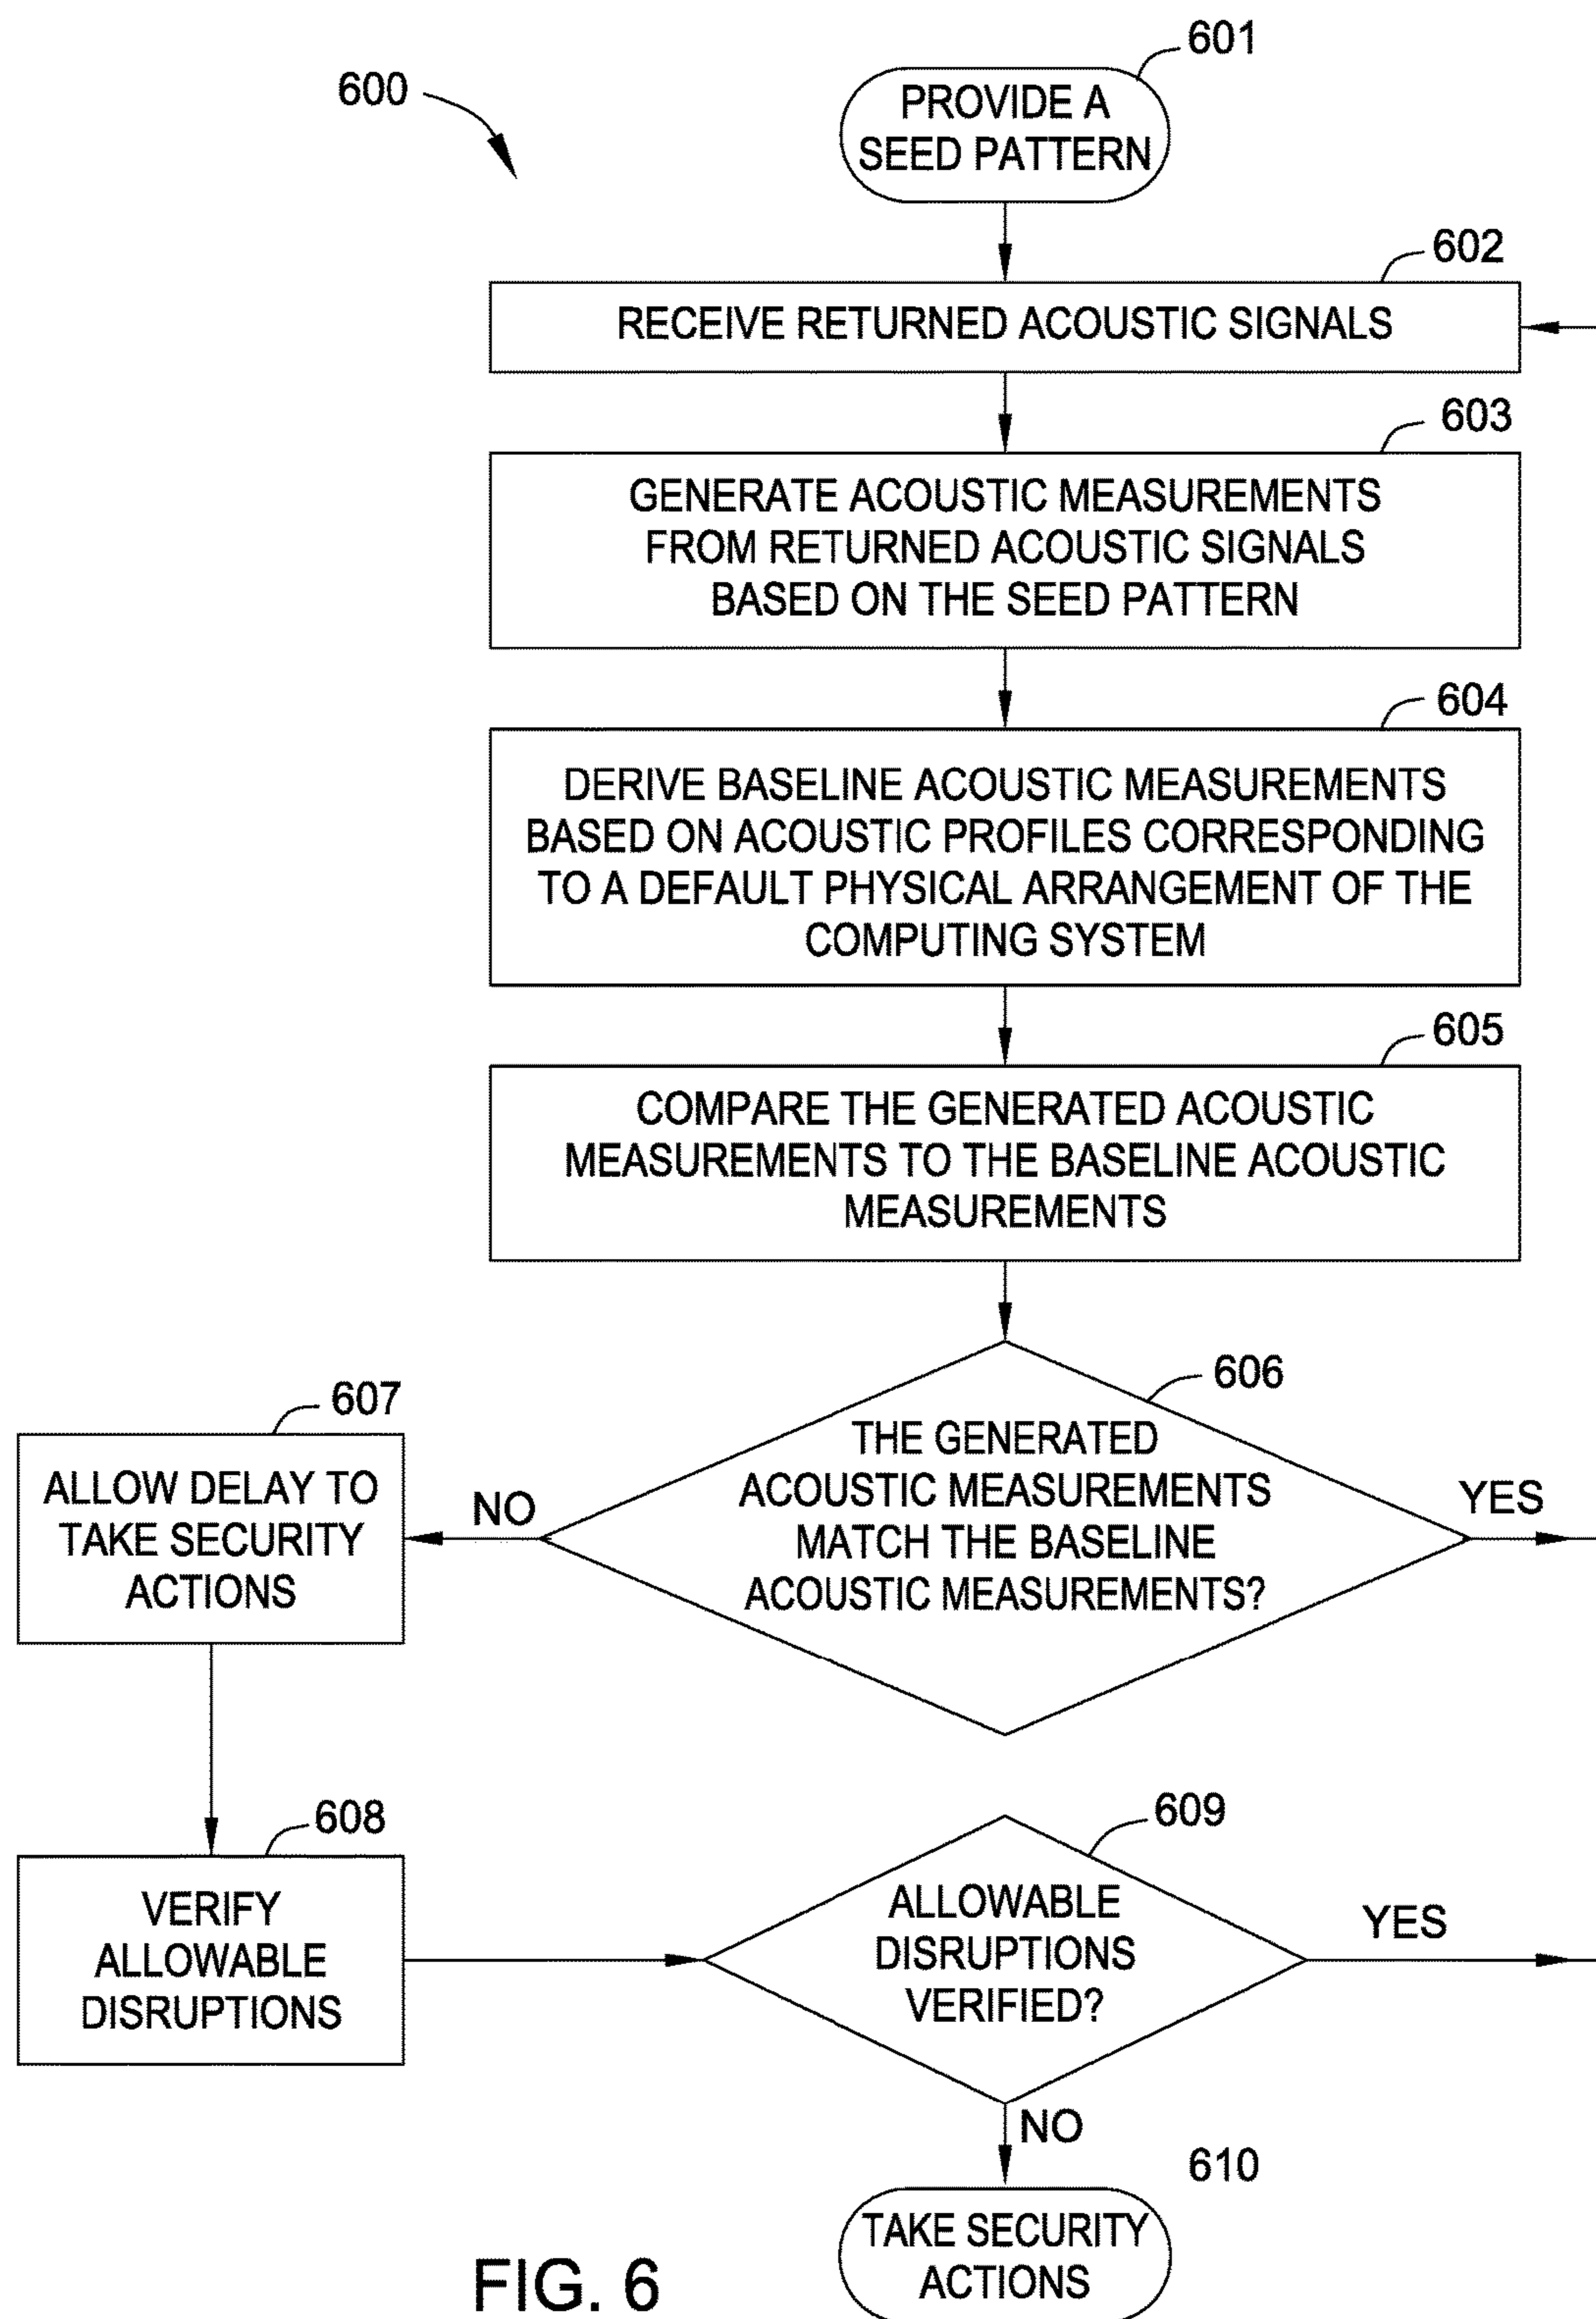 600
601
PROVIDE A
SEED PATTERN
602
RECEIVE RETURNED ACOUSTIC SIGNALS
603
GENERATE ACOUSTIC MEASUREMENTS
FROM RETURNED ACOUSTIC SIGNALS
BASED ON THE SEED PATTERN
604
DERIVE BASELINE ACOUSTIC MEASUREMENTS
BASED ON ACOUSTIC PROFILES CORRESPONDING
TO A DEFAULT PHYSICAL ARRANGEMENT OF THE
COMPUTING SYSTEM
605
COMPARE THE GENERATED ACOUSTIC
MEASUREMENTS TO THE BASELINE ACOUSTIC
MEASUREMENTS
606
THE GENERATED
ACOUSTIC MEASUREMENTS
MATCH THE BASELINE
ACOUSTIC MEASUREMENTS?
YES
NO
607
ALLOW DELAY TO
TAKE SECURITY
ACTIONS
608
VERIFY
ALLOWABLE
DISRUPTIONS
609
ALLOWABLE
DISRUPTIONS
VERIFIED?
YES
NO
610
TAKE SECURITY
ACTIONS
FIG. 6